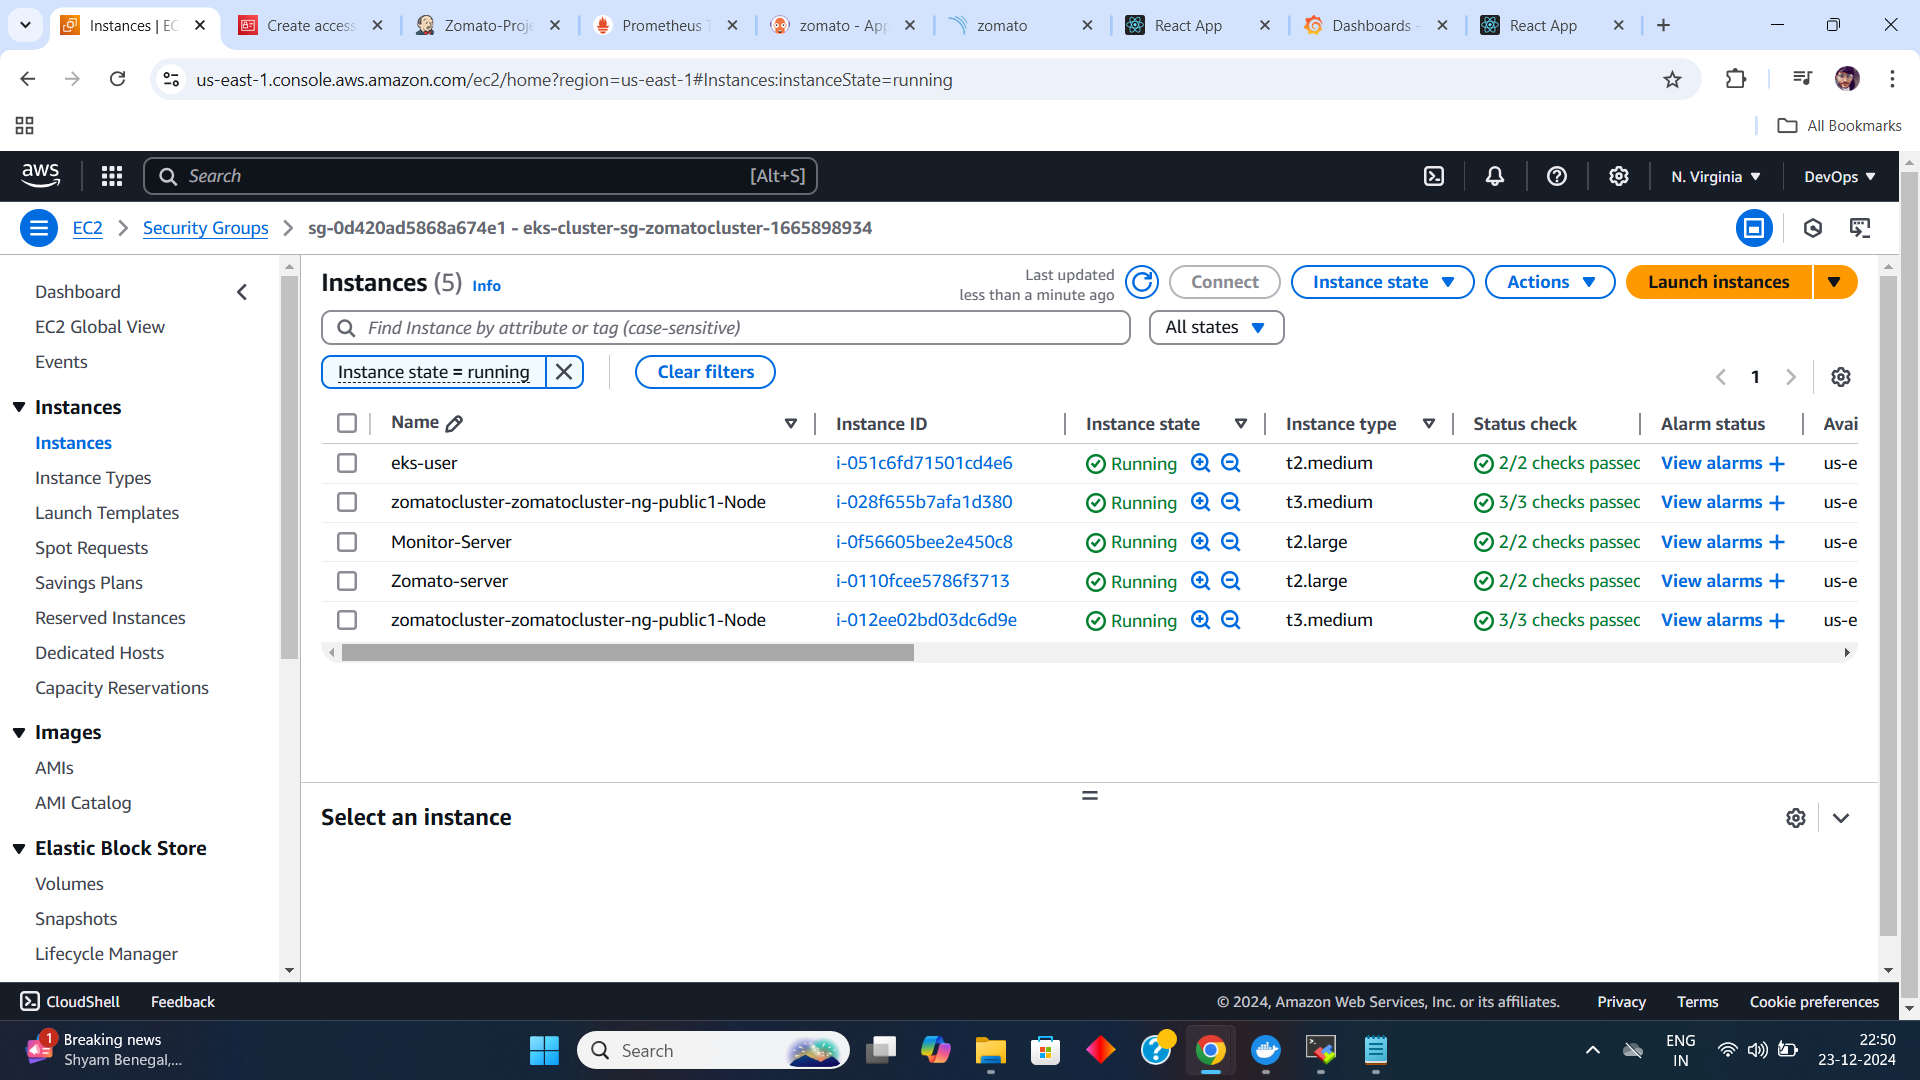 Instances | EC
Create access
Zomato-Proje
Prometheus T
zomato - App
zomato
React App
Dashboards -
React App
us-east-1.console.aws.amazon.com/ec2/home?region=us-east-1#Instances:instanceState=running
All Bookmarks
aws
Search
[Alt+S]
N. Virginia
DevOps
EC2
Security Groups
sg-0d420ad5868a674e1 - eks-cluster-sg-zomatocluster-1665898934
Dashboard
EC2 Global View
Events
Instances
Instances
Instance Types
Launch Templates
Spot Requests
Savings Plans
Reserved Instances
Dedicated Hosts
Capacity Reservations
Images
AMIs
AMI Catalog
Elastic Block Store
Volumes
Snapshots
Lifecycle Manager
Instances (5) Info
Last updated
less than a minute ago
Connect
Instance state
Actions
Launch instances
Find Instance by attribute or tag (case-sensitive)
All states
Instance state = running
Clear filters
1
Name Instance ID Instance state Instance type Status check Alarm status Avai
eks-user i-051c6fd71501cd4e6 Running t2.medium 2/2 checks passec View alarms + us-e
zomatocluster-zomatocluster-ng-public1-Node i-028f655b7afa1d380 Running t3.medium 3/3 checks passec View alarms + us-e
Monitor-Server i-0f56605bee2e450c8 Running t2.large 2/2 checks passec View alarms + us-e
Zomato-server i-0110fcee5786f3713 Running t2.large 2/2 checks passec View alarms + us-e
zomatocluster-zomatocluster-ng-public1-Node i-012ee02bd03dc6d9e Running t3.medium 3/3 checks passec View alarms + us-e
Select an instance
CloudShell
Feedback
© 2024, Amazon Web Services, Inc. or its affiliates.
Privacy
Terms
Cookie preferences
1
Breaking news
Shyam Benegal,...
Search
ENG
IN
22:50
23-12-2024